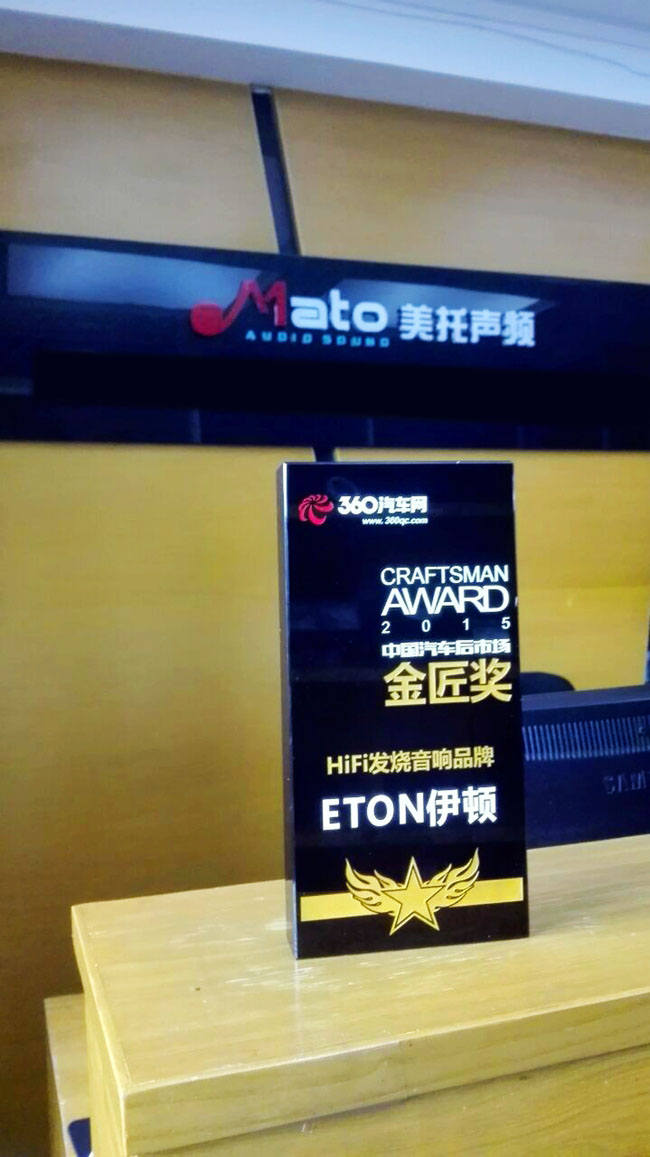 Mato 美托声频
AUDIO SOUND
360汽车网
www.360qc.com
CRAFTSMAN
AWARD
2015
中国汽车后市场
金匠奖
HiFi发烧音响品牌
ETON伊顿